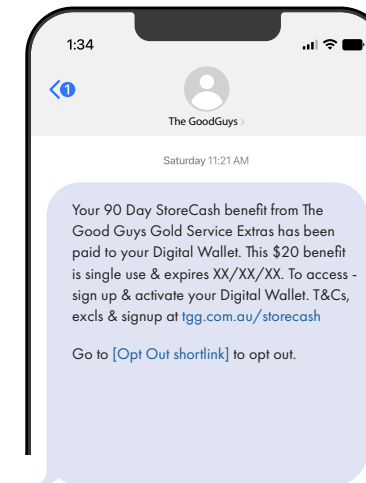 1:34
1
The GoodGuys
Saturday 11:21 AM
Your 90 Day StoreCash benefit from The
Good Guys Gold Service Extras has been
paid to your Digital Wallet. This $20 benefit
is single use & expires XX/XX/XX. To access -
sign up & activate your Digital Wallet. T&Cs,
excls & signup at tgg.com.au/storecash
Go to [Opt Out shortlink] to opt out.